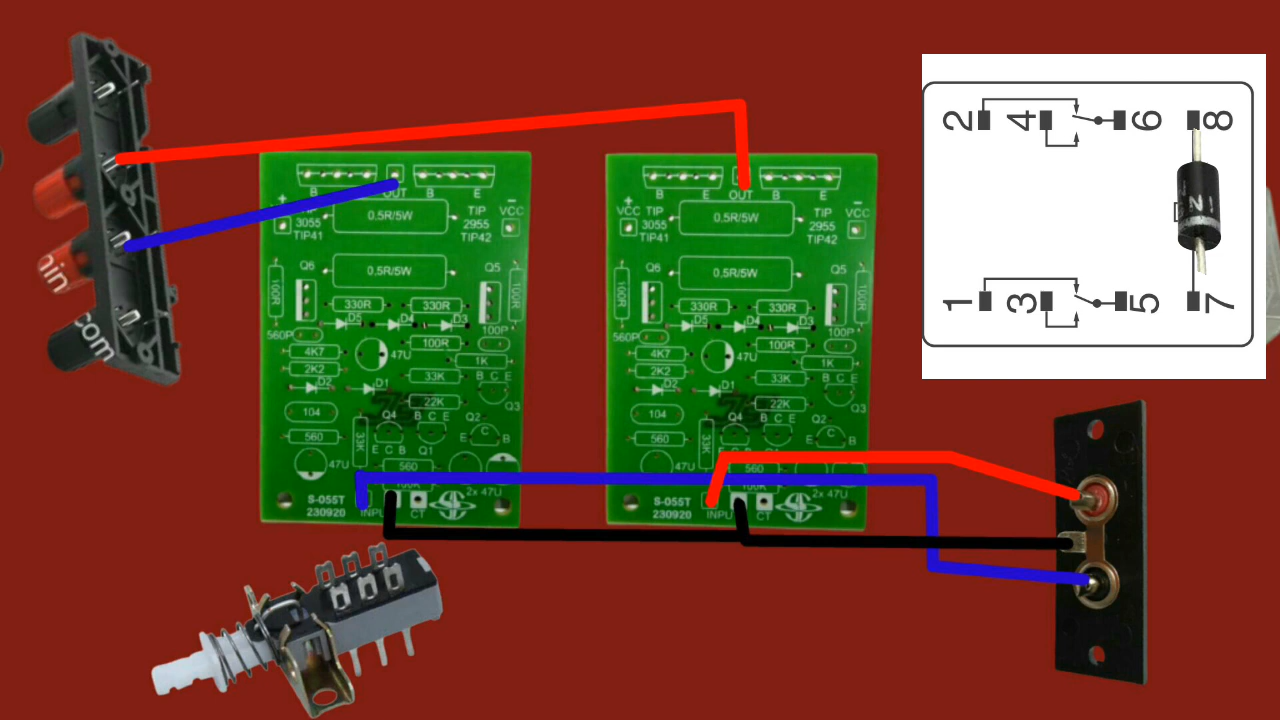 B
OUT
B
E
+
TIP
3055
TIP41
0.5R/5W
TIP
2955
TIP42
−
VCC
Q6
0.5R/5W
Q5
100R
330R
330R
100R
D5
D4
D3
560P
100R
100P
4K7
47U
1K
2K2
33K
B C E
D2
D1
22K
Q3
104
Q4
B C E
Q2
560
33K
E C B
Q1
E
C
B
47U
560
100K
S-055T
230920
INPU
CT
2x 47U
B
E
OUT
B
E
+
VCC
TIP
3055
TIP41
0.5R/5W
TIP
2955
TIP42
−
VCC
Q6
0.5R/5W
Q5
100R
330R
330R
100R
D5
D4
D3
560P
100R
100P
4K7
47U
1K
2K2
33K
B C E
D2
D1
22K
Q3
104
Q4
B C E
Q2
560
33K
Q1
E
C
B
47U
560
100K
S-055T
230920
INPU
CT
2x 47U
2
4
6
8
1
3
5
7
N
nin
com